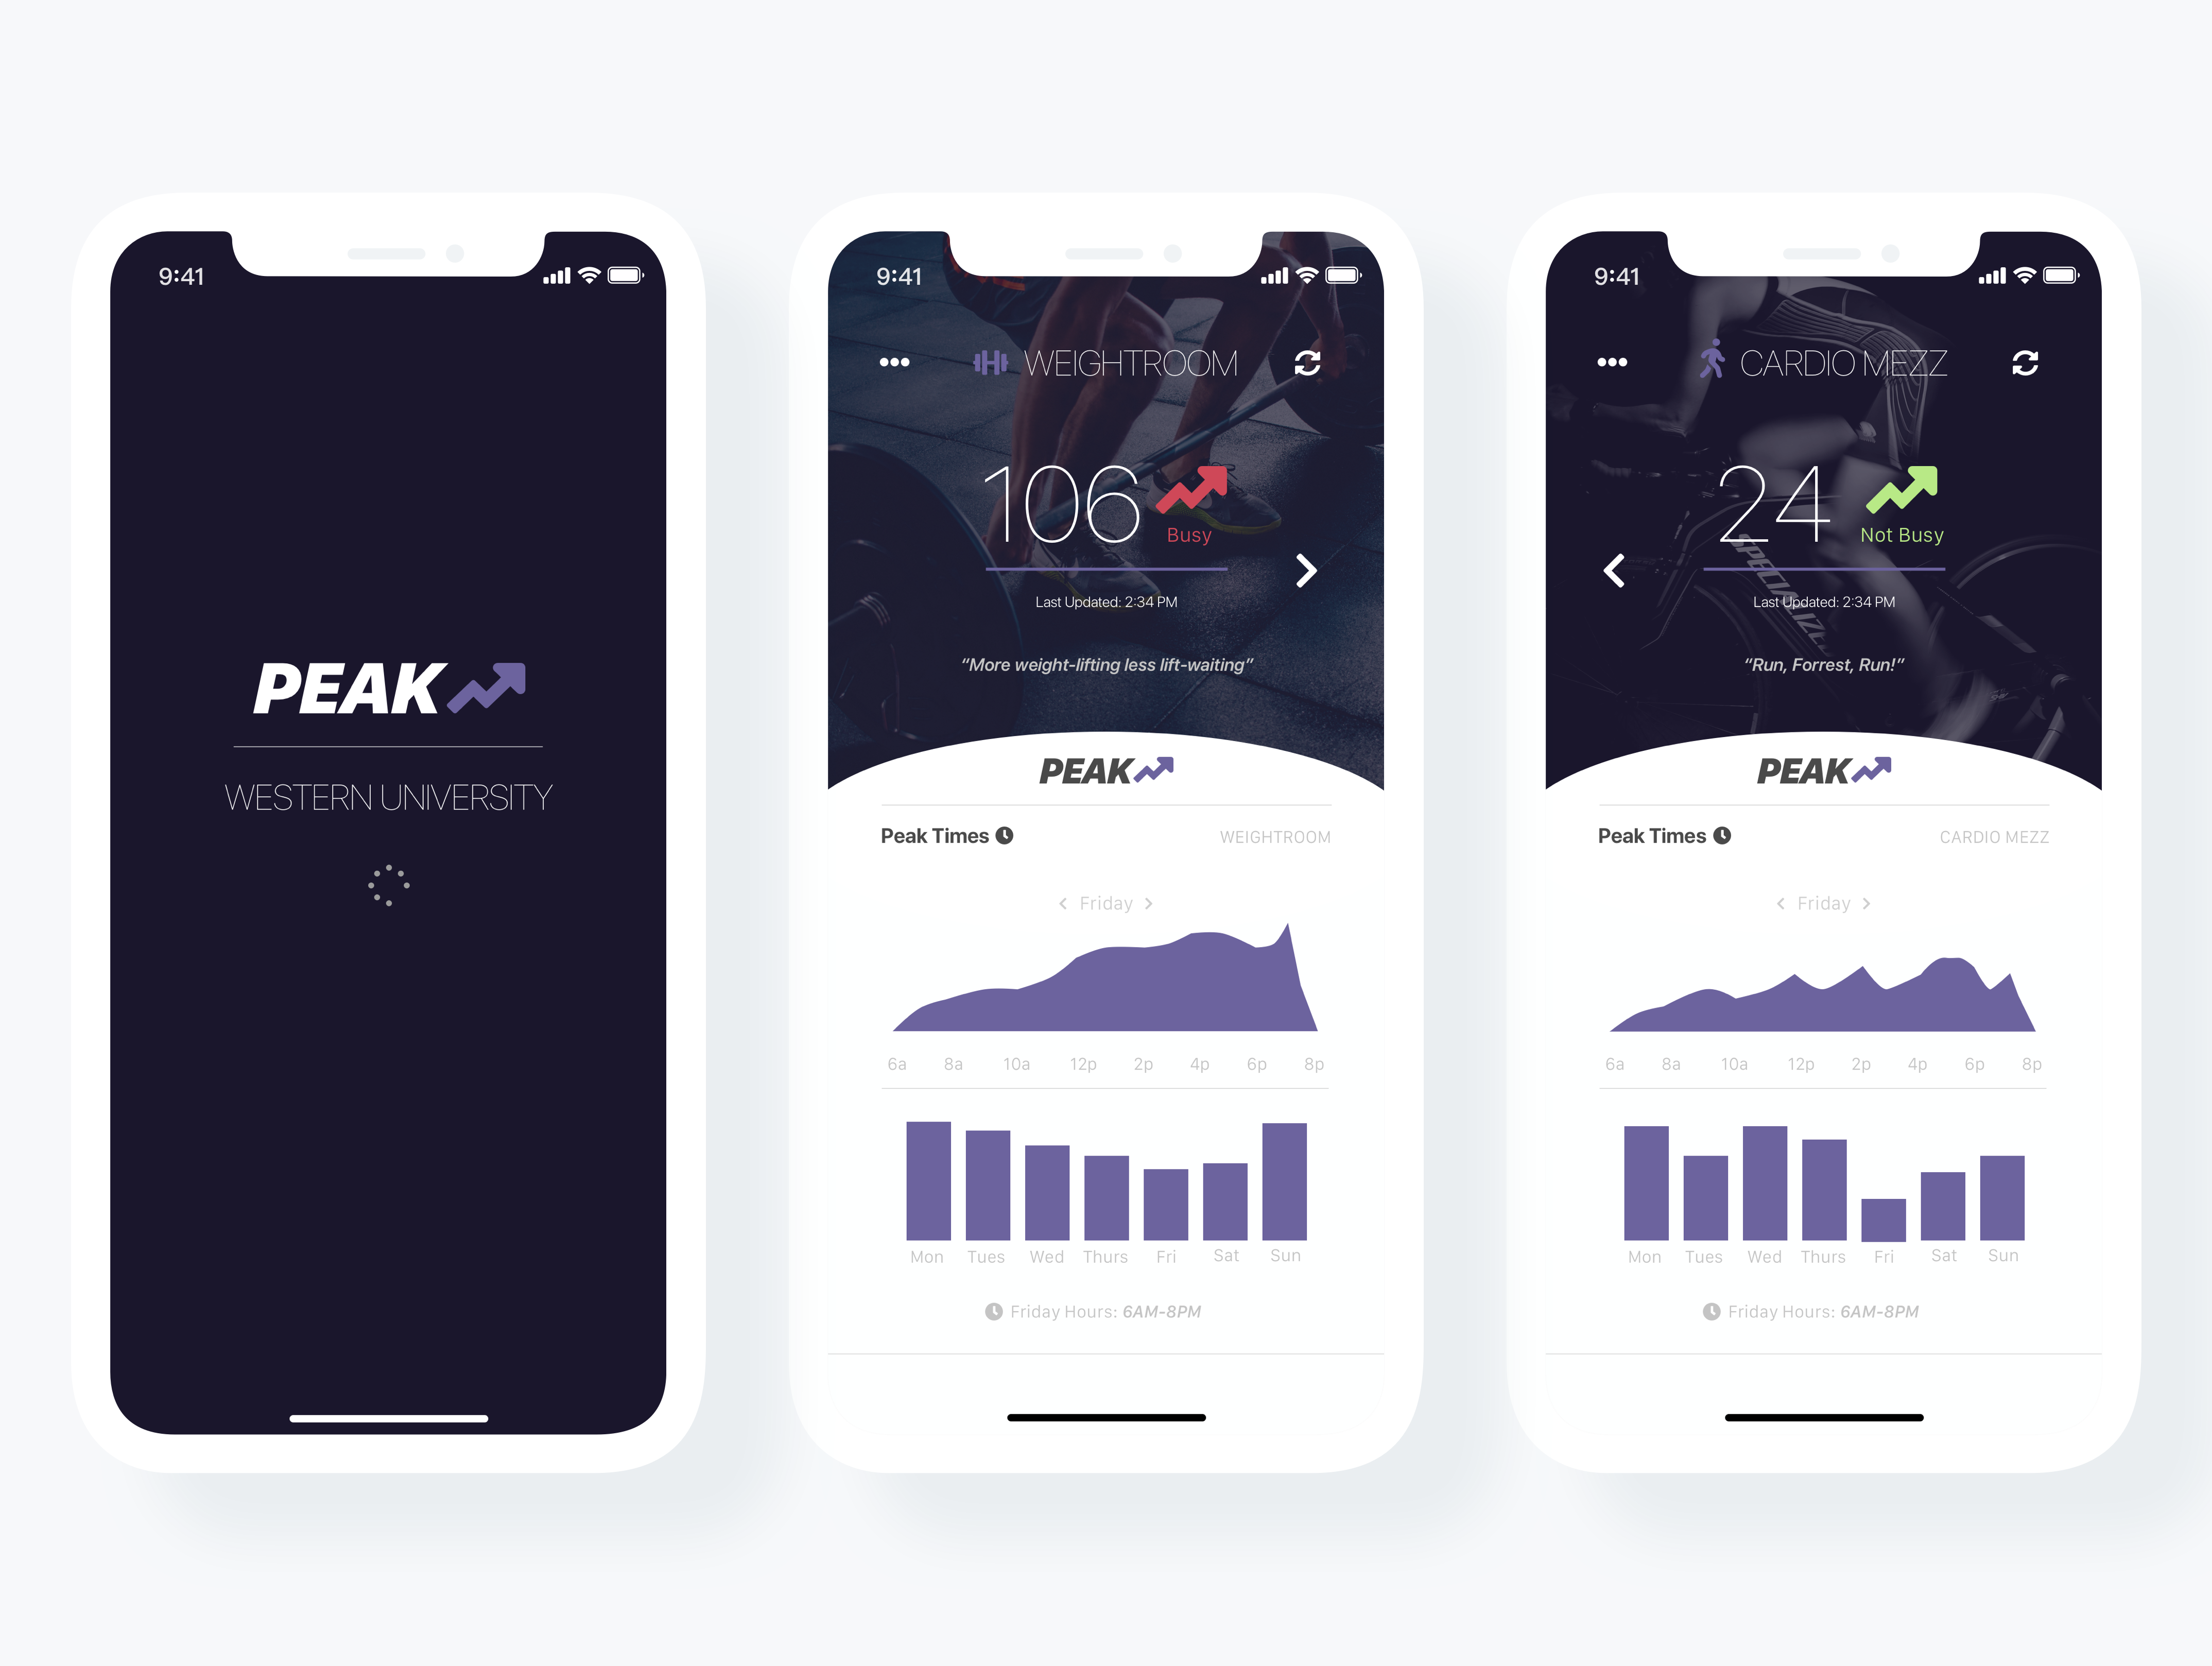 9:41
PEAK
WESTERN UNIVERSITY
9:41
WEIGHTROOM
106
Busy
Last Updated: 2:34 PM
“More weight-lifting less lift-waiting”
PEAK
Peak Times WEIGHTROOM
Friday
6a 8a 10a 12p 2p 4p 6p 8p
Mon Tues Wed Thurs Fri Sat Sun
Friday Hours: 6AM-8PM
9:41
CARDIO MEZZ
24
Not Busy
SPECIALIZE
Last Updated: 2:34 PM
“Run, Forrest, Run!”
PEAK
Peak Times CARDIO MEZZ
Friday
6a 8a 10a 12p 2p 4p 6p 8p
Mon Tues Wed Thurs Fri Sat Sun
Friday Hours: 6AM-8PM